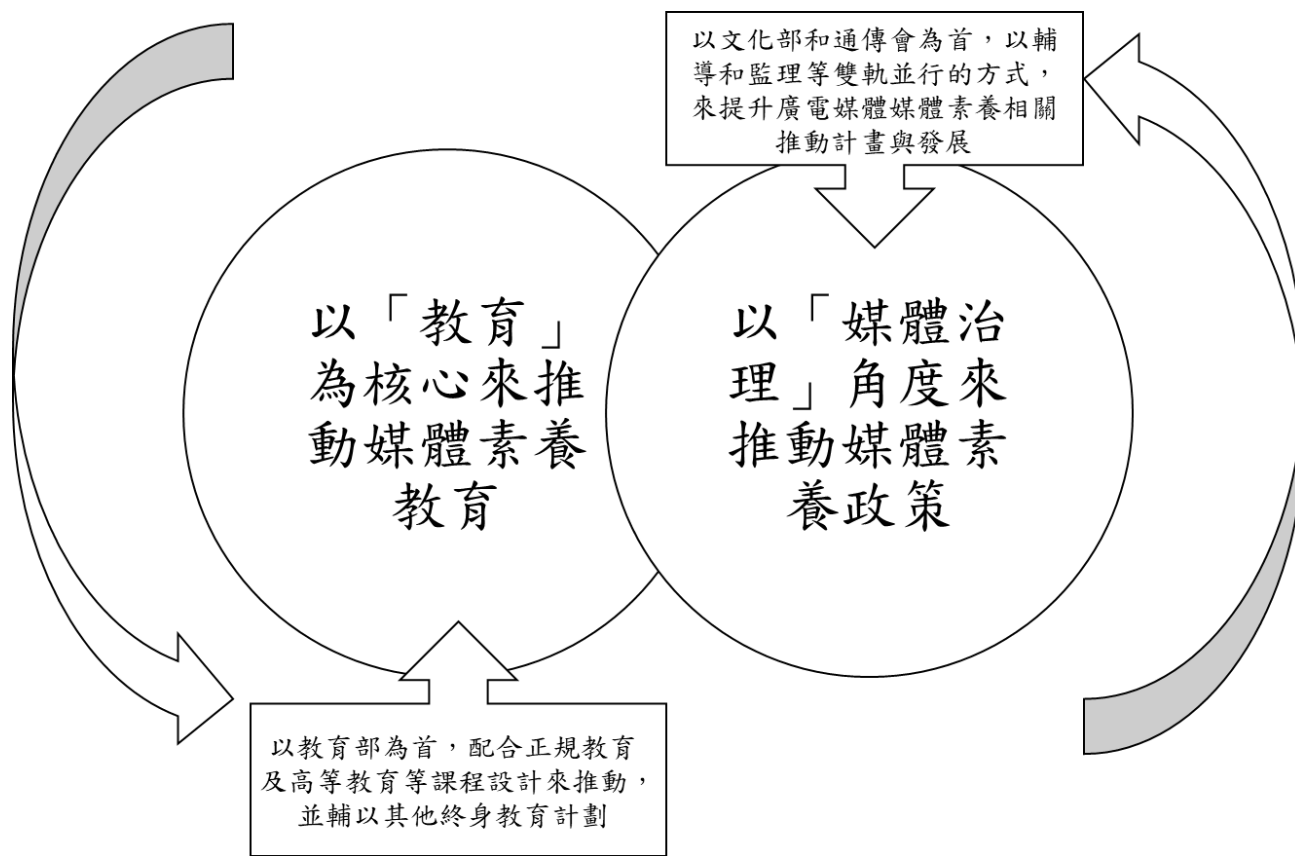 以文化部和通傳會為首，以輔
導和監理等雙軌並行的方式，
來提升廣電媒體媒體素養相關
推動計畫與發展
以「教育」
為核心來推
動媒體素養
教育
以「媒體治
理」角度來
推動媒體素
養政策
以教育部為首，配合正規教育
及高等教育等課程設計來推動，
並輔以其他終身教育計劃